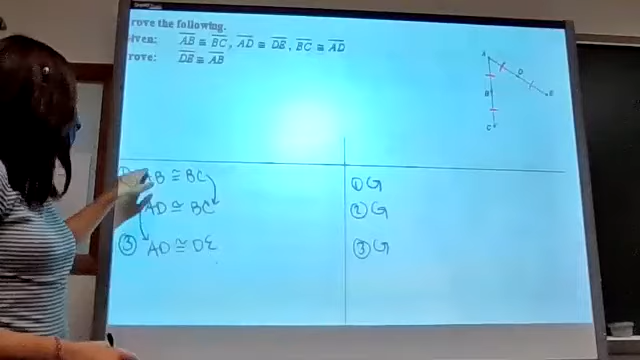 rove the following.
iven: AB ≅ BC, AD ≅ DE, BC ≅ AD
rove: DE ≅ AB
A
D
E
B
C
AB ≅ BC
① G
AD ≅ BC
② G
③ AD ≅ DE
③ G